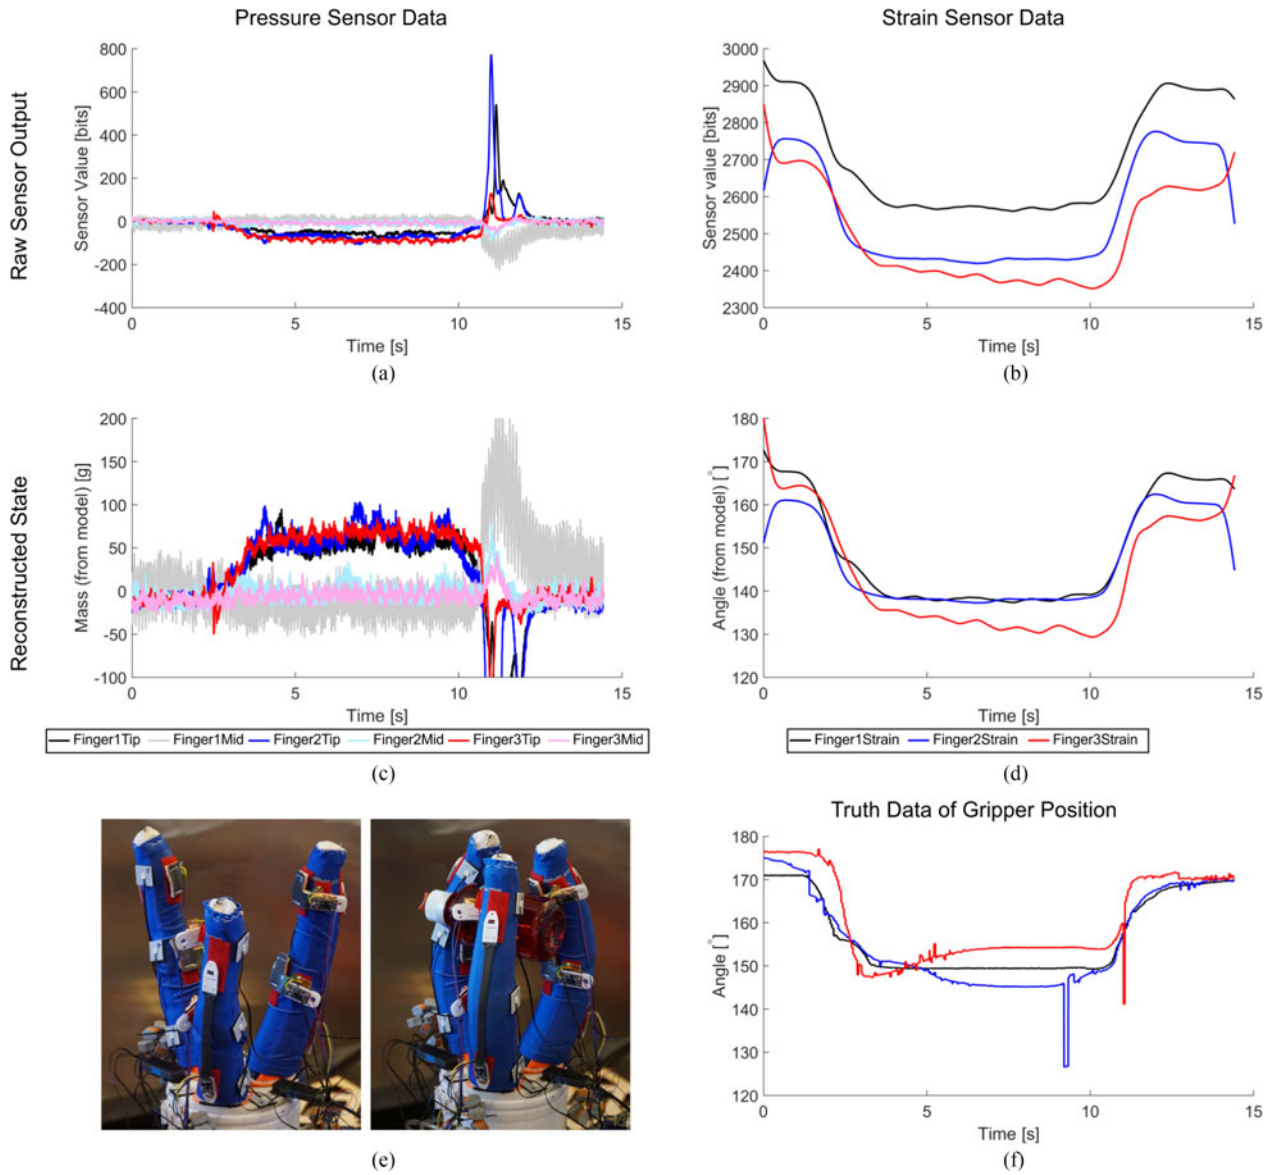 Pressure Sensor Data
Strain Sensor Data
Raw Sensor Output
Sensor Value [bits]
800
600
400
200
0
-200
-400
0 5 10 15
Time [s]
(a)
Sensor value [bits]
3000
2900
2800
2700
2600
2500
2400
2300
0 5 10 15
Time [s]
(b)
Reconstructed State
Mass (from model) [g]
200
150
100
50
0
-50
-100
0 5 10 15
Time [s]
Finger1Tip Finger1Mid Finger2Tip Finger2Mid Finger3Tip Finger3Mid
(c)
Angle (from model) [°]
180
170
160
150
140
130
120
0 5 10 15
Time [s]
Finger1Strain Finger2Strain Finger3Strain
(d)
(e)
Truth Data of Gripper Position
Angle [°]
180
170
160
150
140
130
120
0 5 10 15
Time [s]
(f)